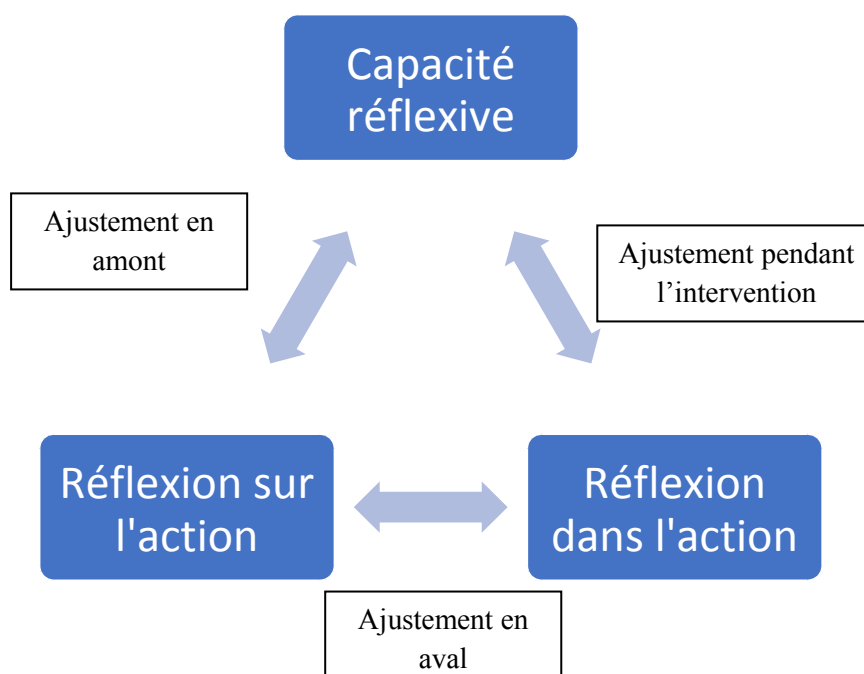 Capacité
réflexive
Ajustement en
amont
Ajustement pendant
l’intervention
Réflexion sur
l'action
Réflexion
dans l'action
Ajustement en
aval